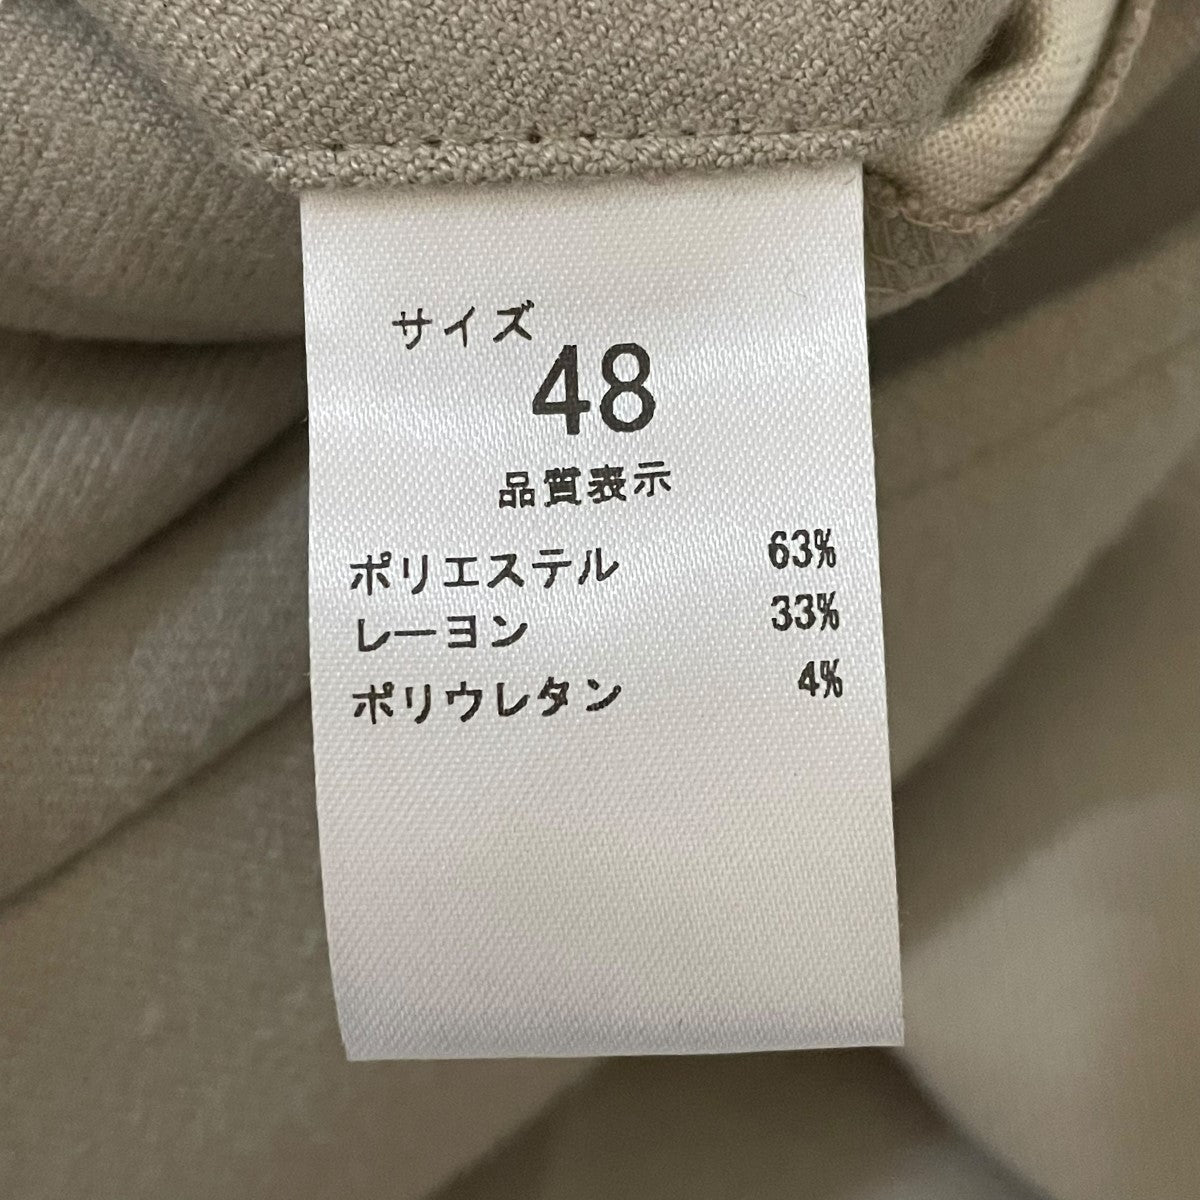 サイズ
48
品質表示
ポリエステル 63%
レーヨン 33%
ポリウレタン 4%